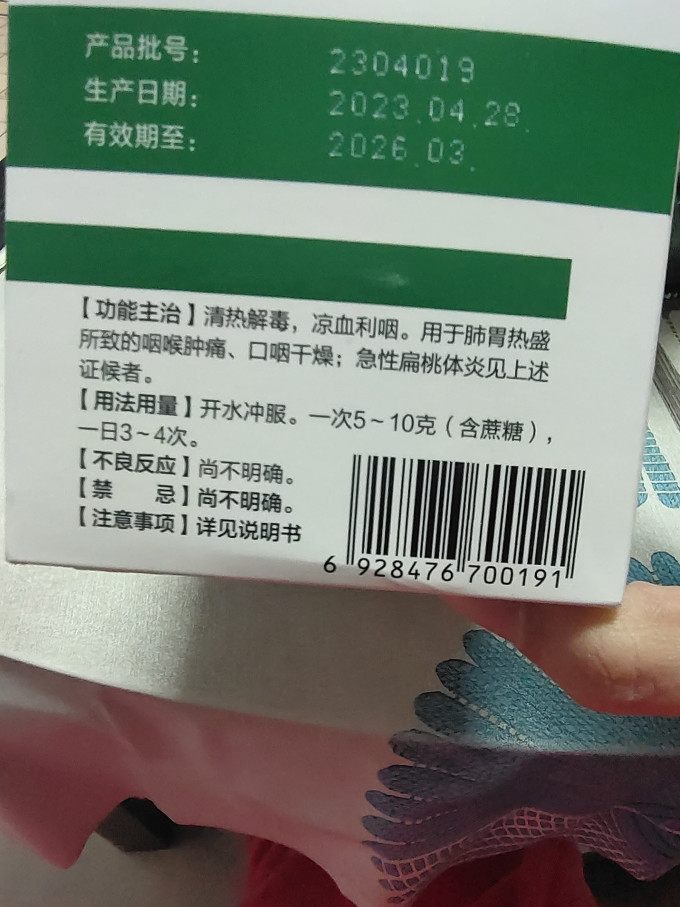 产品批号： 2304019
生产日期： 2023.04.28.
有效期至： 2026.03.
【功能主治】清热解毒，凉血利咽。用于肺胃热盛
所致的咽喉肿痛、口咽干燥；急性扁桃体炎见上述
证候者。
【用法用量】开水冲服。一次5~10克（含蔗糖），
一日3~4次。
【不良反应】尚不明确。
【禁 忌】尚不明确。
【注意事项】详见说明书
6 928476 700191